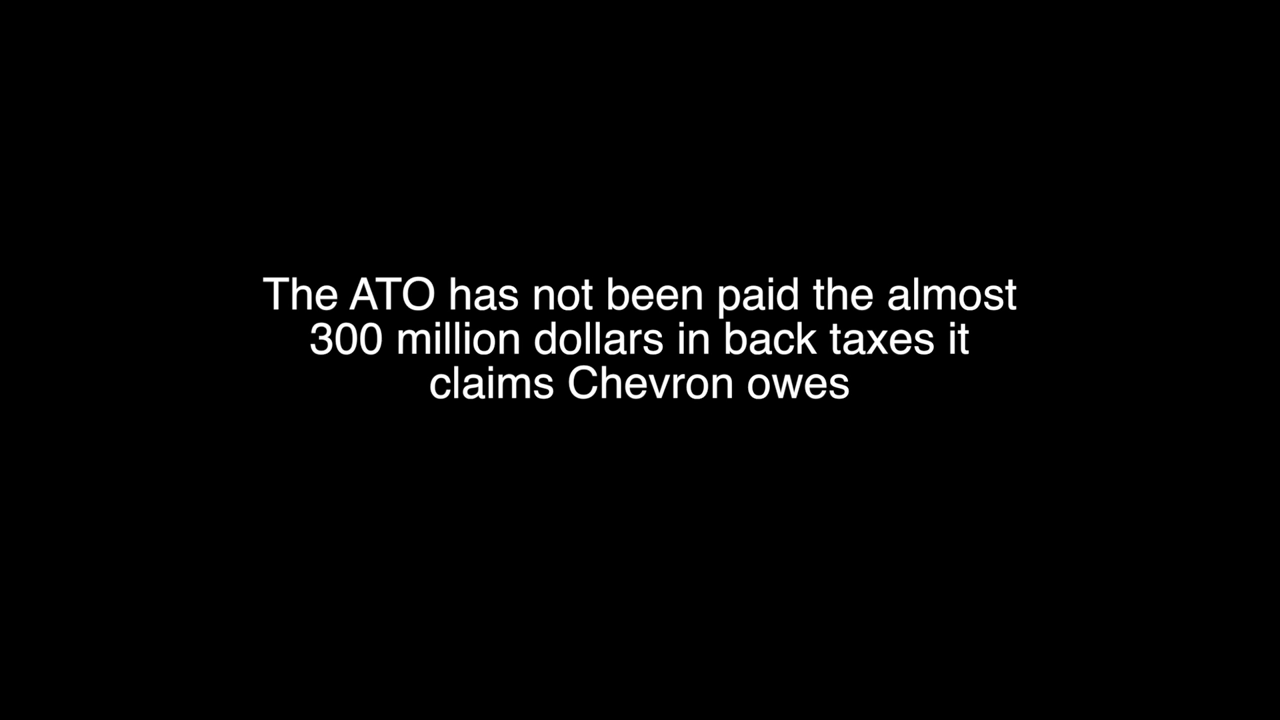 The ATO has not been paid the almost
300 million dollars in back taxes it
claims Chevron owes